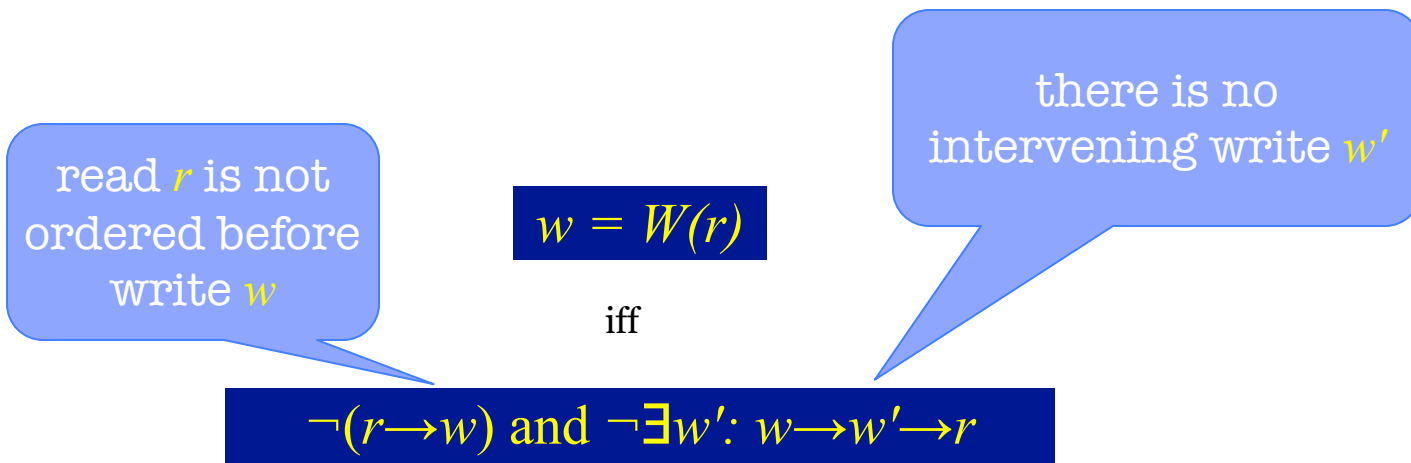 there is no
intervening write w'
read r is not
ordered before
write w
w = W(r)
iff
¬(r→w) and ¬∃w': w→w'→r